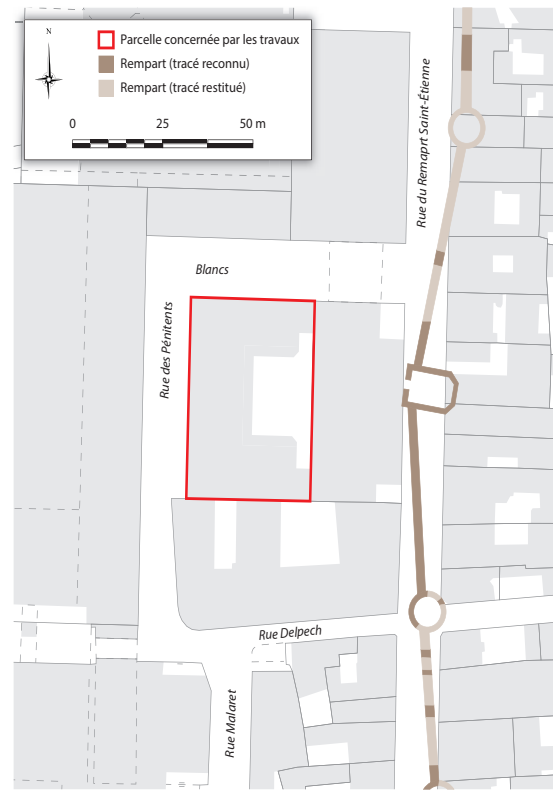 N
Parcelle concernée par les travaux
Rempart (tracé reconnu)
Rempart (tracé restitué)
0 25 50 m
Rue du Remaprt Saint-Étienne
Blancs
Rue des Pénitents
Rue Delpech
Rue Malaret